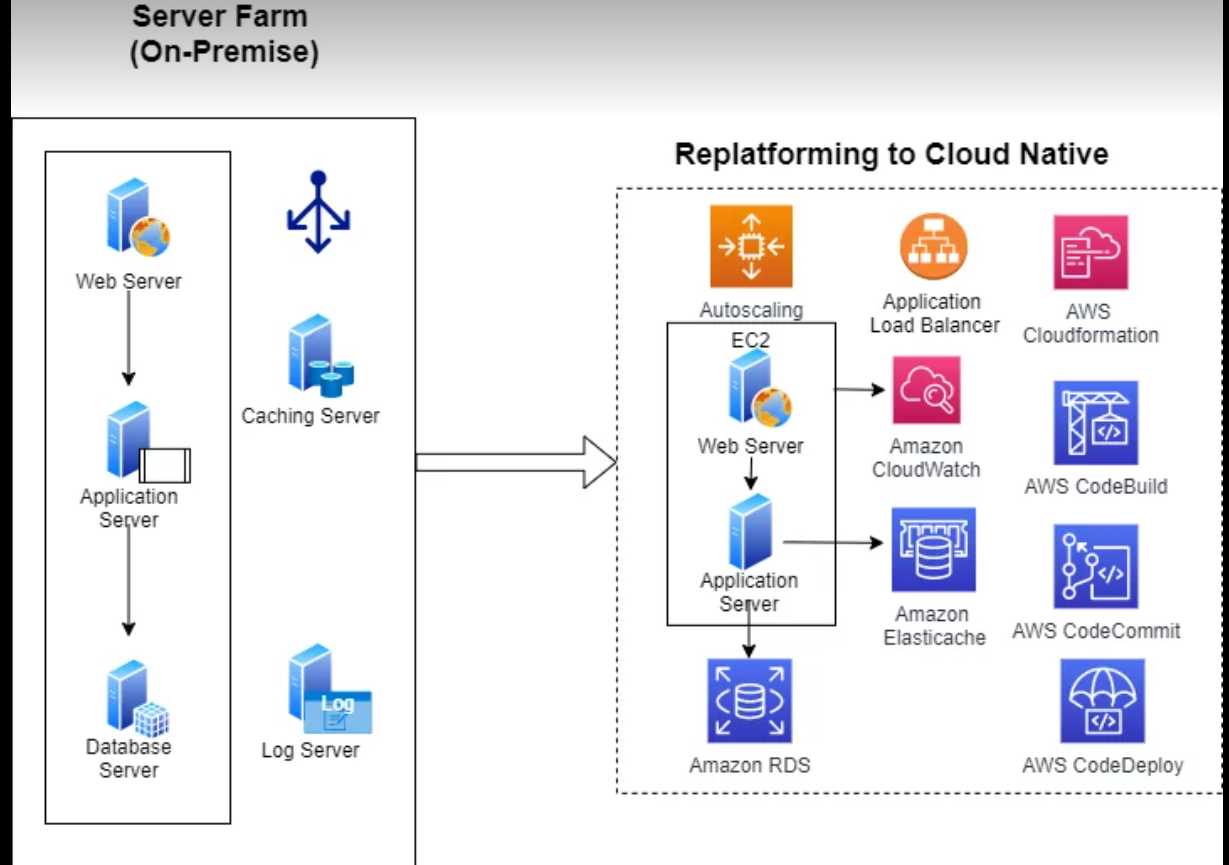 Server Farm
(On-Premise)
Web Server
Application
Server
Database
Server
Caching Server
Log
Log Server
Replatforming to Cloud Native
Autoscaling
EC2
Web Server
Application
Server
Amazon RDS
Application
Load Balancer
Amazon
CloudWatch
Amazon
Elasticache
AWS
Cloudformation
AWS CodeBuild
AWS CodeCommit
AWS CodeDeploy